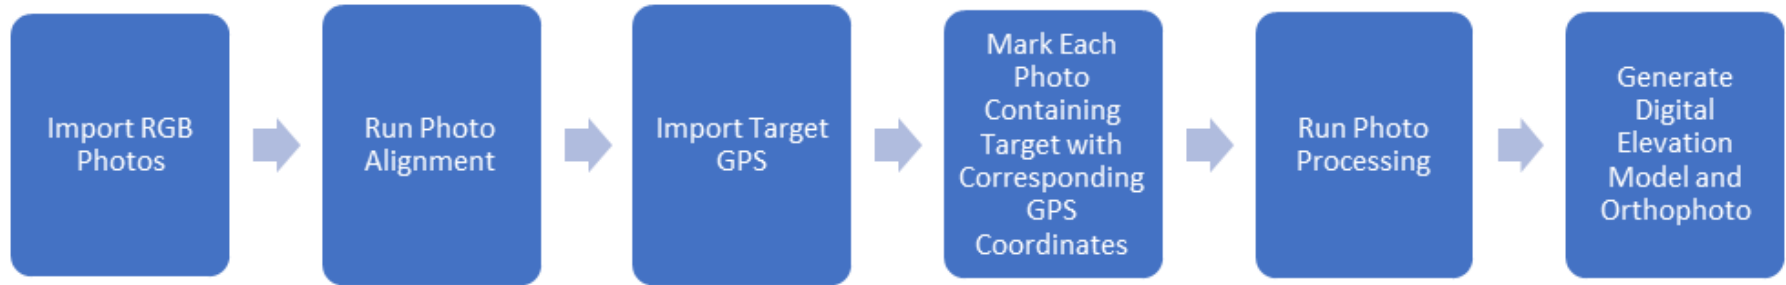 Import RGB
Photos
Run Photo
Alignment
Import Target
GPS
Mark Each
Photo
Containing
Target with
Corresponding
GPS
Coordinates
Run Photo
Processing
Generate
Digital
Elevation
Model and
Orthophoto